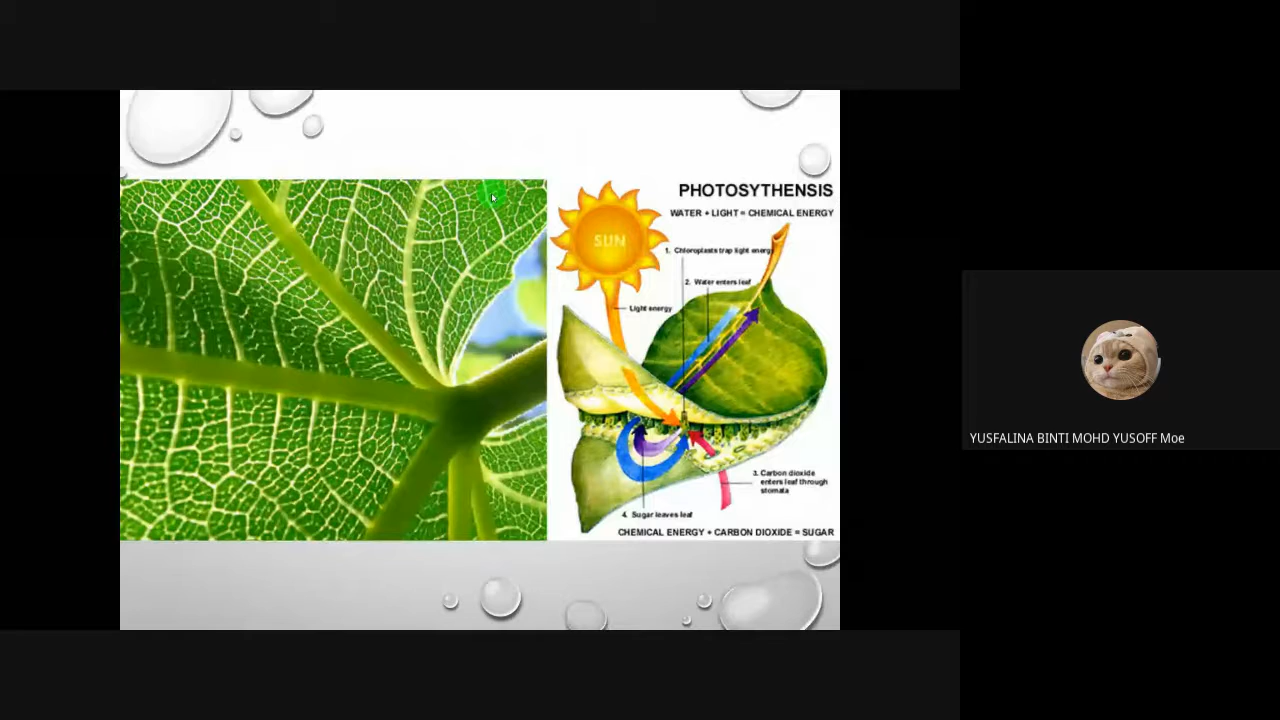 PHOTOSYTHENSIS
WATER + LIGHT = CHEMICAL ENERGY
SUN
1. Chloroplasts trap light energy
2. Water enters leaf
Light energy
3. Carbon dioxide
enters leaf through
stomata
4. Sugar leaves leaf
CHEMICAL ENERGY + CARBON DIOXIDE = SUGAR
YUSFALINA BINTI MOHD YUSOFF Moe